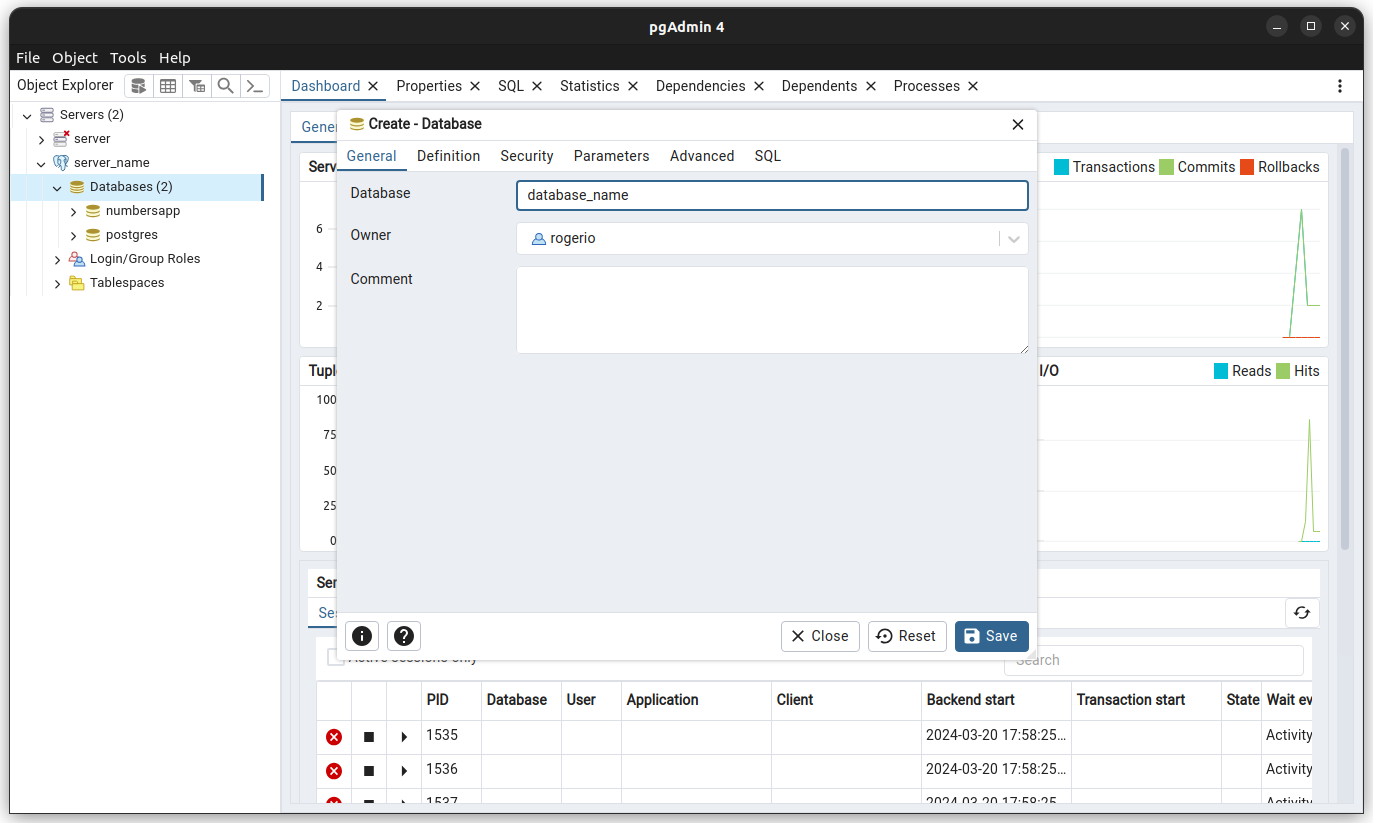 pgAdmin 4
File Object Tools Help
Object Explorer
Dashboard Properties SQL Statistics Dependencies Dependents Processes
Servers (2)
server
server_name
Databases (2)
numbersapp
postgres
Login/Group Roles
Tablespaces
Transactions Commits Rollbacks
6
4
2
I/O
Reads Hits
100
75
50
25
0
Create - Database
General Definition Security Parameters Advanced SQL
Database database_name
Owner rogerio
Comment
Close Reset Save
Active sessions only
Search
PID Database User Application Client Backend start Transaction start State Wait ev
1535 2024-03-20 17:58:25... Activity
1536 2024-03-20 17:58:25... Activity
1537 2024-03-20 17:58:25... Activity